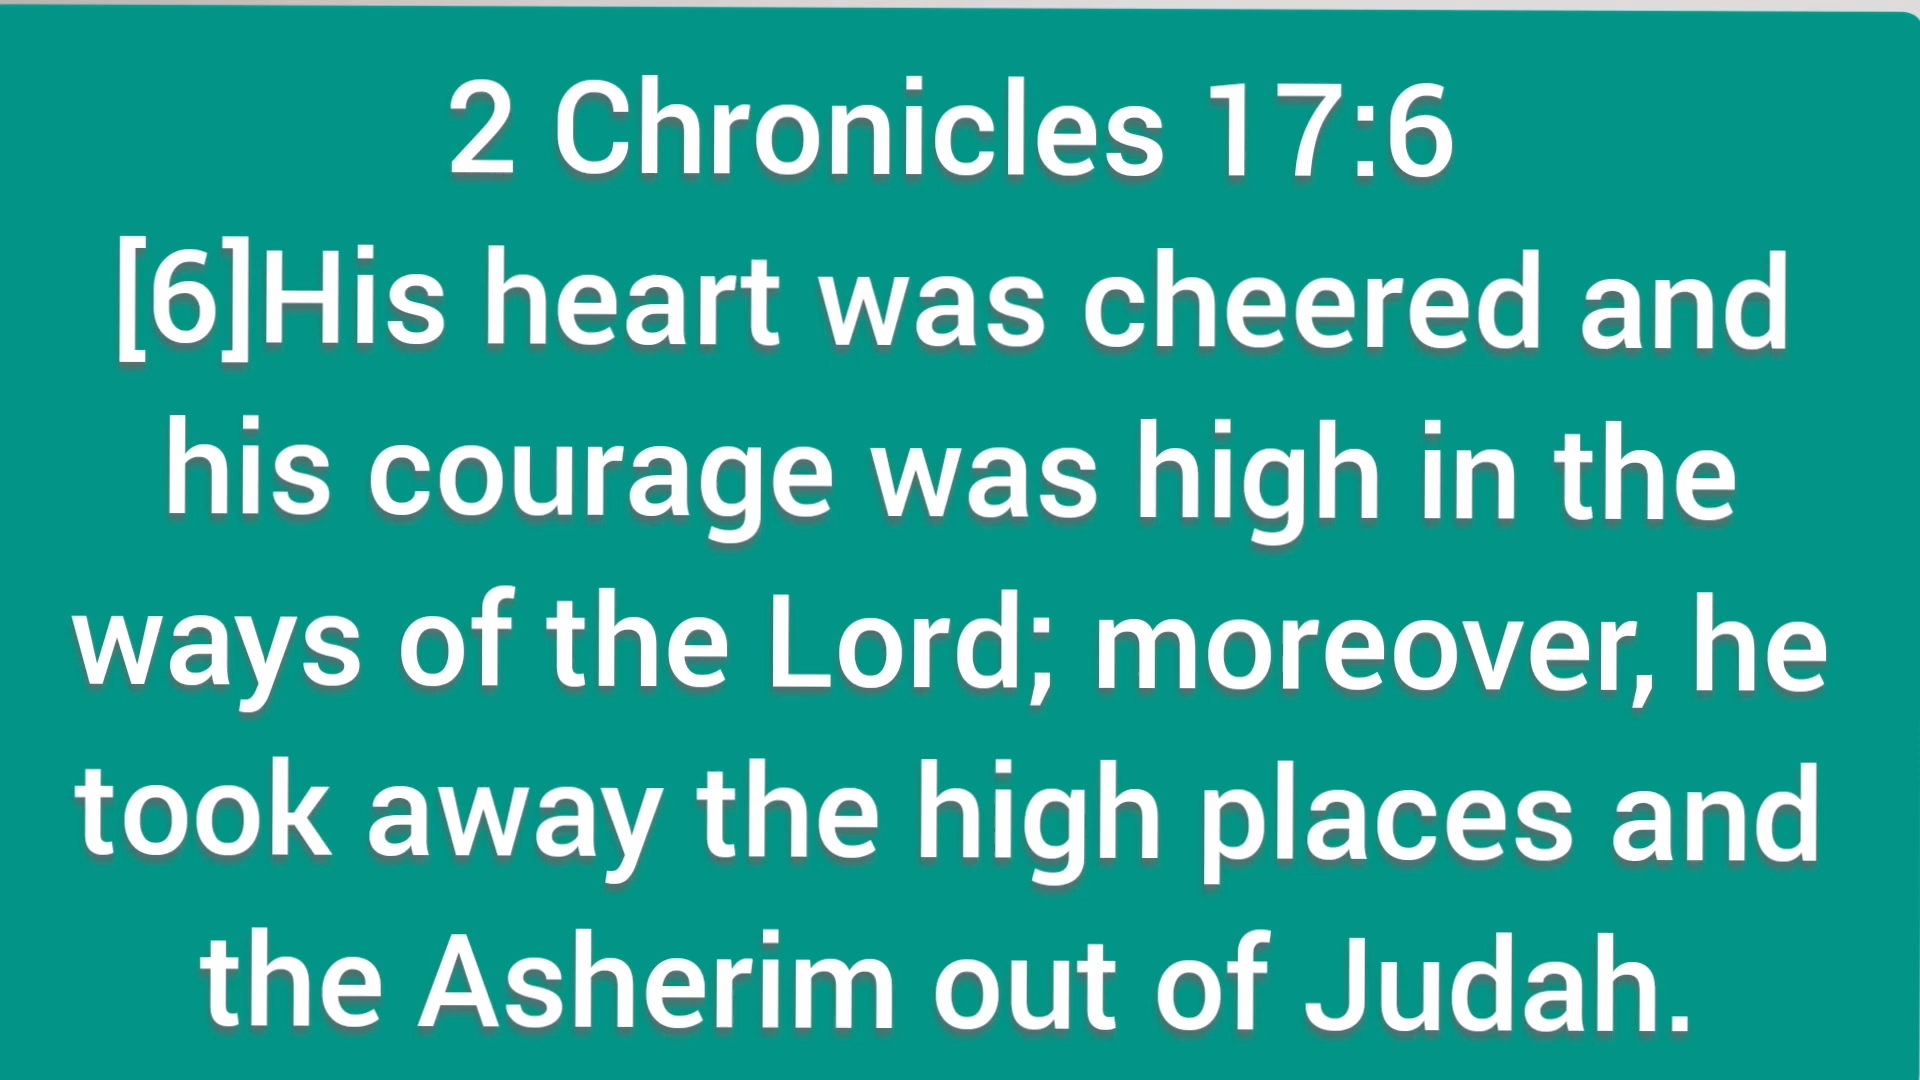 2 Chronicles 17:6
[6]His heart was cheered and
his courage was high in the
ways of the Lord; moreover, he
took away the high places and
the Asherim out of Judah.